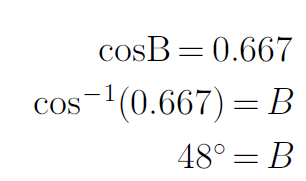 cosB = 0.667
cos⁻¹(0.667) = B
48° = B